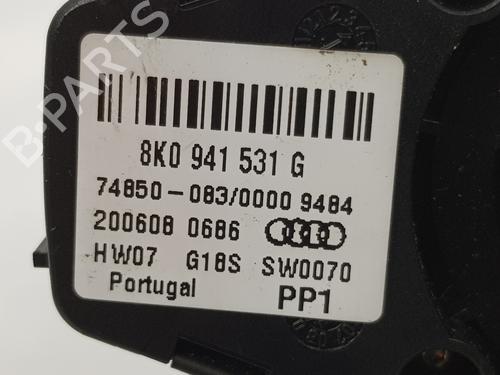 B-PARTS
8K0 941 531 G
74850-083/0000 9484
200608 0686
HW07 G18S SW0070
Portugal PP1